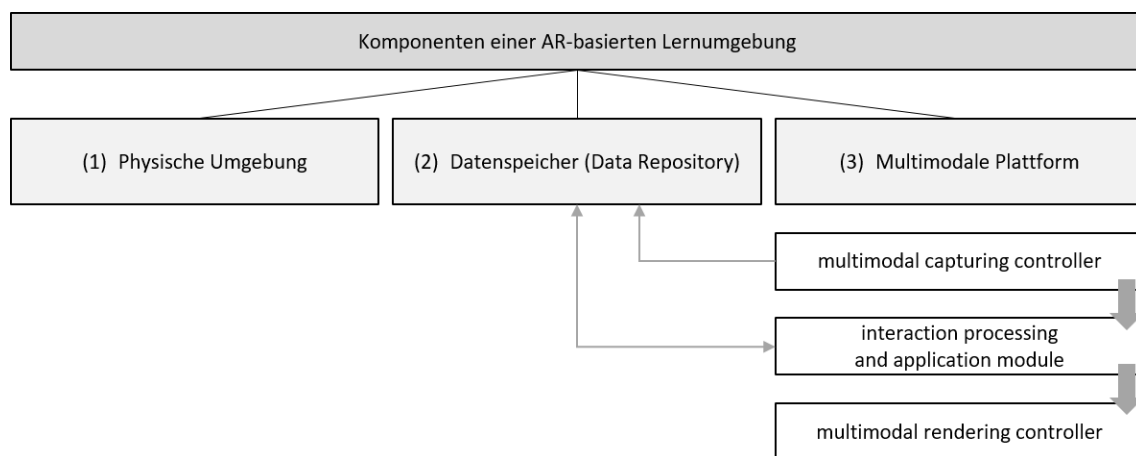 Komponenten einer AR-basierten Lernumgebung
(1) Physische Umgebung
(2) Datenspeicher (Data Repository)
(3) Multimodale Plattform
multimodal capturing controller
interaction processing
and application module
multimodal rendering controller